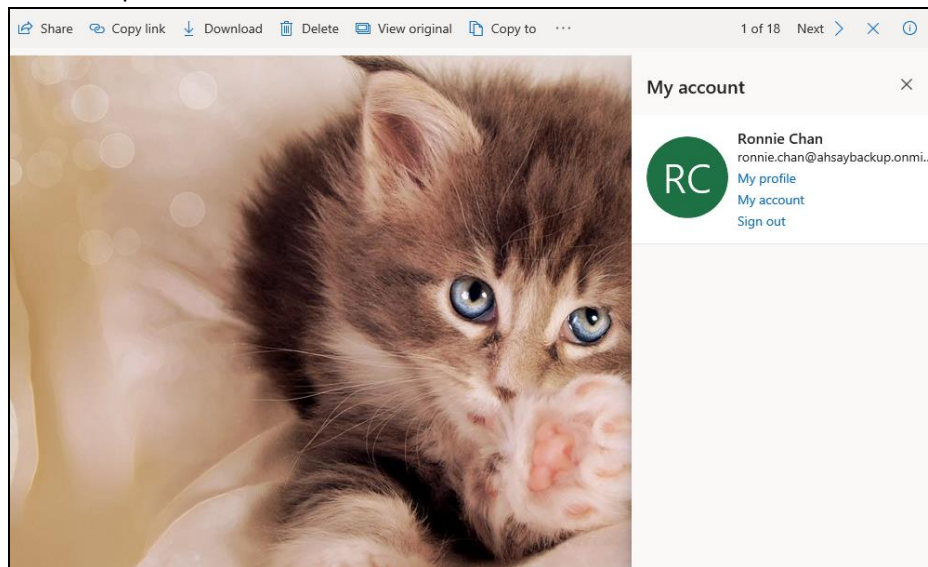 Share Copy link Download Delete View original Copy to ... 1 of 18 Next
My account
RC
Ronnie Chan
ronnie.chan@ahsaybackup.onmi...
My profile
My account
Sign out